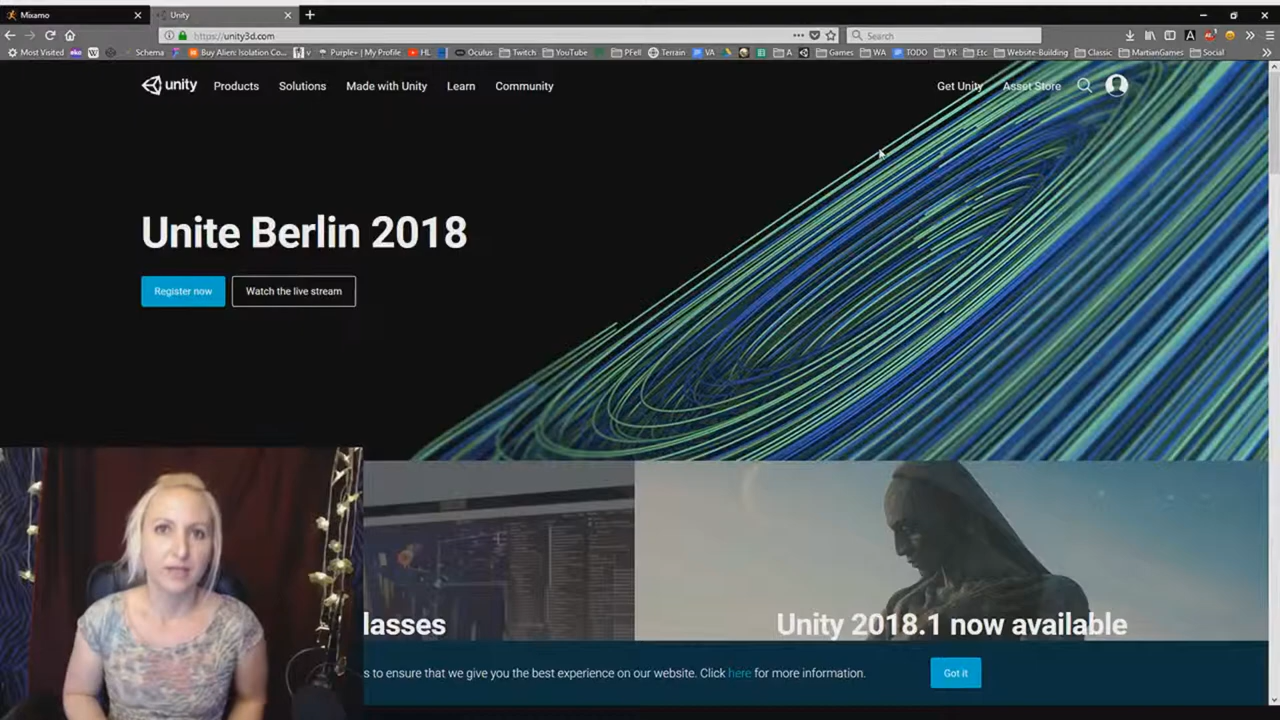 Mixamo
Unity
https://unity3d.com
Search
Most Visited
Schema
Buy Alien: Isolation Co...
Purple+ | My Profile
HL
Oculus
Twitch
YouTube
PFell
Terrain
VA
A
Games
WA
TODO
VR
Etc
Website-Building
Classic
MartianGames
Social
unity
Products
Solutions
Made with Unity
Learn
Community
Get Unity
Asset Store
Unite Berlin 2018
Register now
Watch the live stream
lasses
Unity 2018.1 now available
s to ensure that we give you the best experience on our website. Click here for more information.
Got it